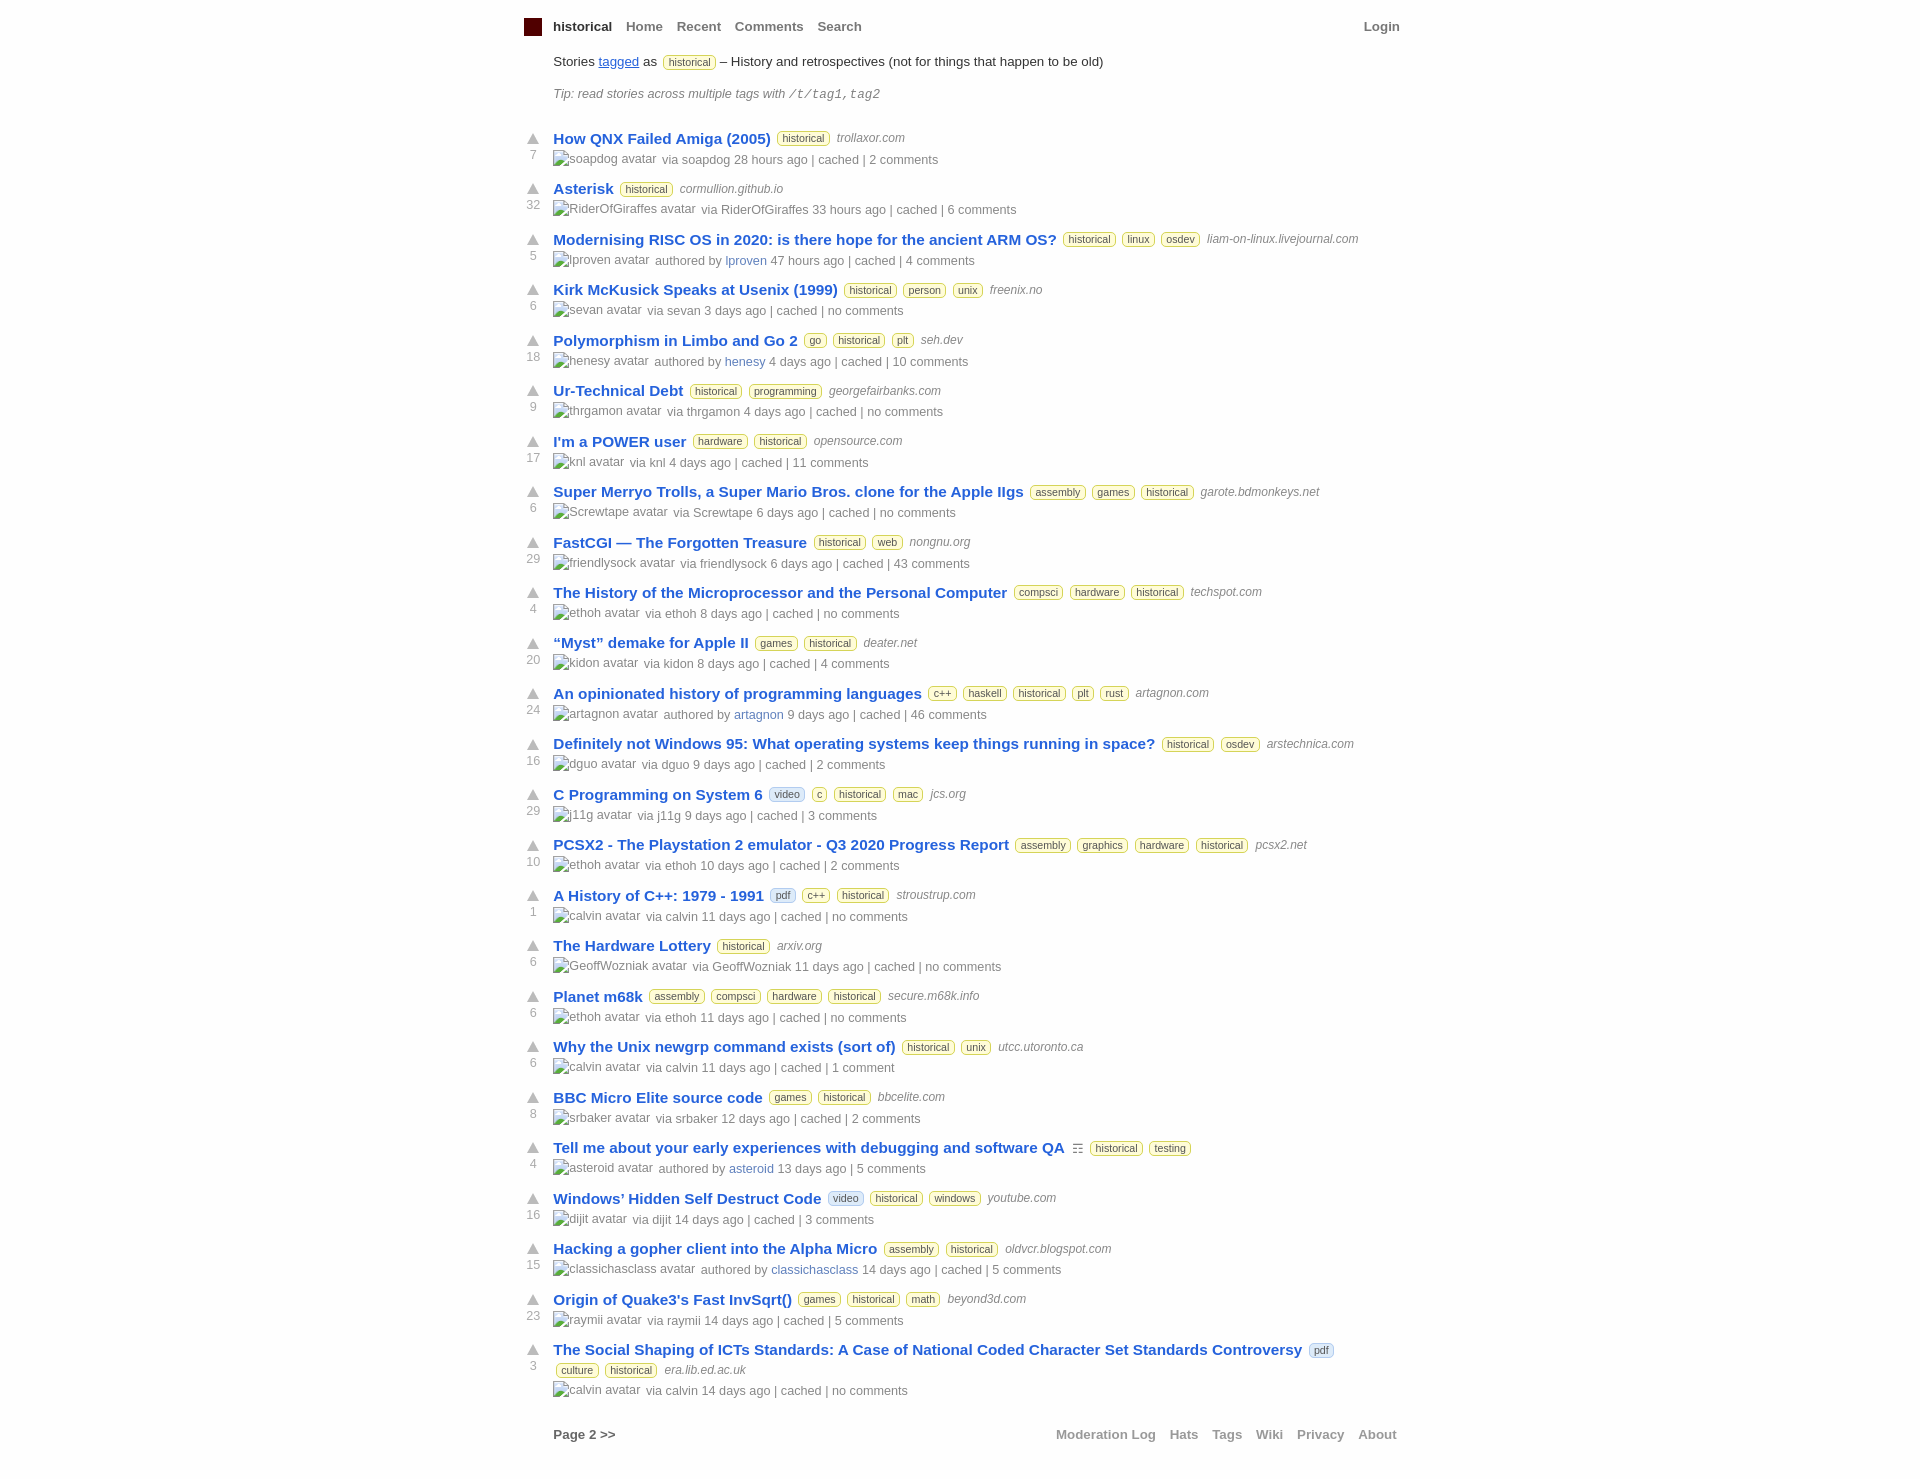 historical Home Recent Comments Search Login
Stories tagged as historical – History and retrospectives (not for things that happen to be old)
Tip: read stories across multiple tags with /t/tag1,tag2
How QNX Failed Amiga (2005) historical trollaxor.com
7
soapdog avatar via soapdog 28 hours ago | cached | 2 comments
Asterisk historical cormullion.github.io
32
RiderOfGiraffes avatar via RiderOfGiraffes 33 hours ago | cached | 6 comments
Modernising RISC OS in 2020: is there hope for the ancient ARM OS? historical linux osdev liam-on-linux.livejournal.com
5
lproven avatar authored by lproven 47 hours ago | cached | 4 comments
Kirk McKusick Speaks at Usenix (1999) historical person unix freenix.no
6
sevan avatar via sevan 3 days ago | cached | no comments
Polymorphism in Limbo and Go 2 go historical plt seh.dev
18
henesy avatar authored by henesy 4 days ago | cached | 10 comments
Ur-Technical Debt historical programming georgefairbanks.com
9
thrgamon avatar via thrgamon 4 days ago | cached | no comments
I'm a POWER user hardware historical opensource.com
17
knl avatar via knl 4 days ago | cached | 11 comments
Super Merryo Trolls, a Super Mario Bros. clone for the Apple IIgs assembly games historical garote.bdmonkeys.net
6
Screwtape avatar via Screwtape 6 days ago | cached | no comments
FastCGI — The Forgotten Treasure historical web nongnu.org
29
friendlysock avatar via friendlysock 6 days ago | cached | 43 comments
The History of the Microprocessor and the Personal Computer compsci hardware historical techspot.com
4
ethoh avatar via ethoh 8 days ago | cached | no comments
“Myst” demake for Apple II games historical deater.net
20
kidon avatar via kidon 8 days ago | cached | 4 comments
An opinionated history of programming languages c++ haskell historical plt rust artagnon.com
24
artagnon avatar authored by artagnon 9 days ago | cached | 46 comments
Definitely not Windows 95: What operating systems keep things running in space? historical osdev arstechnica.com
16
dguo avatar via dguo 9 days ago | cached | 2 comments
C Programming on System 6 video c historical mac jcs.org
29
j11g avatar via j11g 9 days ago | cached | 3 comments
PCSX2 - The Playstation 2 emulator - Q3 2020 Progress Report assembly graphics hardware historical pcsx2.net
10
ethoh avatar via ethoh 10 days ago | cached | 2 comments
A History of C++: 1979 - 1991 pdf c++ historical stroustrup.com
1
calvin avatar via calvin 11 days ago | cached | no comments
The Hardware Lottery historical arxiv.org
6
GeoffWozniak avatar via GeoffWozniak 11 days ago | cached | no comments
Planet m68k assembly compsci hardware historical secure.m68k.info
6
ethoh avatar via ethoh 11 days ago | cached | no comments
Why the Unix newgrp command exists (sort of) historical unix utcc.utoronto.ca
6
calvin avatar via calvin 11 days ago | cached | 1 comment
BBC Micro Elite source code games historical bbcelite.com
8
srbaker avatar via srbaker 12 days ago | cached | 2 comments
Tell me about your early experiences with debugging and software QA ☶ historical testing
4
asteroid avatar authored by asteroid 13 days ago | 5 comments
Windows’ Hidden Self Destruct Code video historical windows youtube.com
16
dijit avatar via dijit 14 days ago | cached | 3 comments
Hacking a gopher client into the Alpha Micro assembly historical oldvcr.blogspot.com
15
classichasclass avatar authored by classichasclass 14 days ago | cached | 5 comments
Origin of Quake3's Fast InvSqrt() games historical math beyond3d.com
23
raymii avatar via raymii 14 days ago | cached | 5 comments
The Social Shaping of ICTs Standards: A Case of National Coded Character Set Standards Controversy pdf
3
culture historical era.lib.ed.ac.uk
calvin avatar via calvin 14 days ago | cached | no comments
Page 2 >> Moderation Log Hats Tags Wiki Privacy About